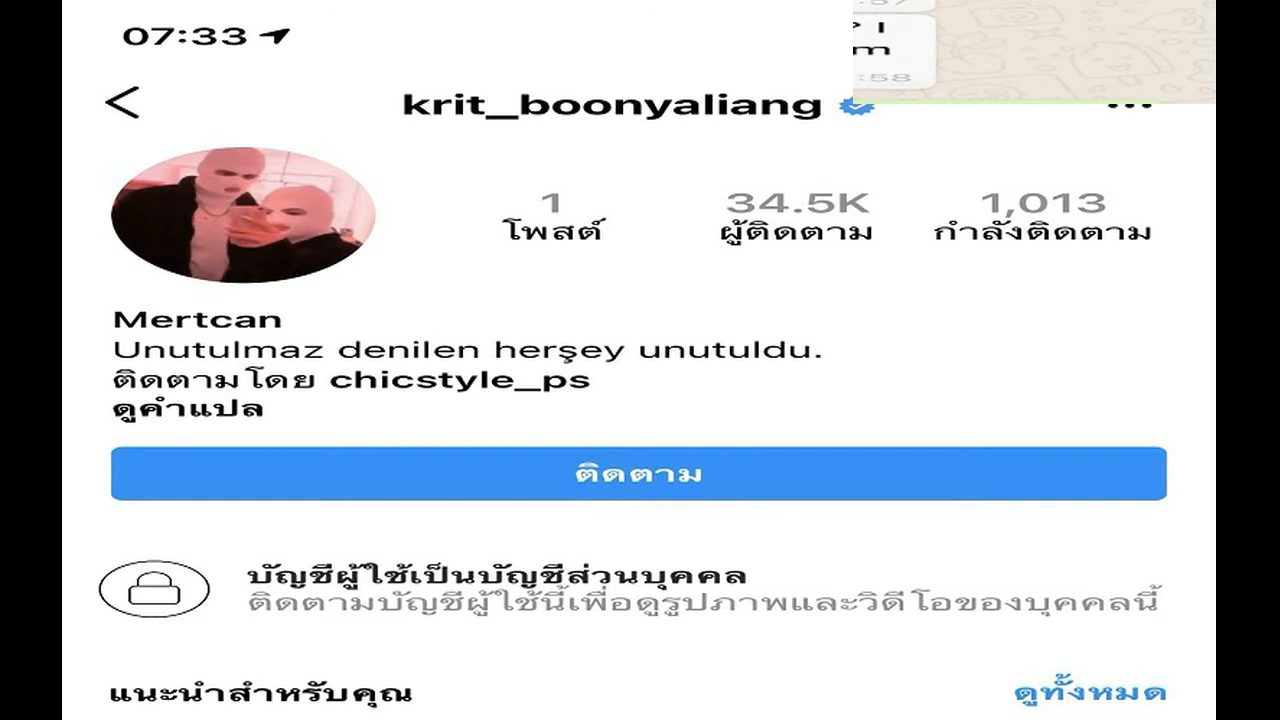 07:33
krit_boonyaliang
1
34.5K
1,013
โพสต์
ผู้ติดตาม
กำลังติดตาม
Mertcan
Unutulmaz denilen herşey unutuldu.
ติดตามโดย chicstyle_ps
ดูคำแปล
ติดตาม
บัญชีผู้ใช้เป็นบัญชีส่วนบุคคล
ติดตามบัญชีผู้ใช้นี้เพื่อดูรูปภาพและวิดีโอของบุคคลนี้
แนะนำสำหรับคุณ
ดูทั้งหมด